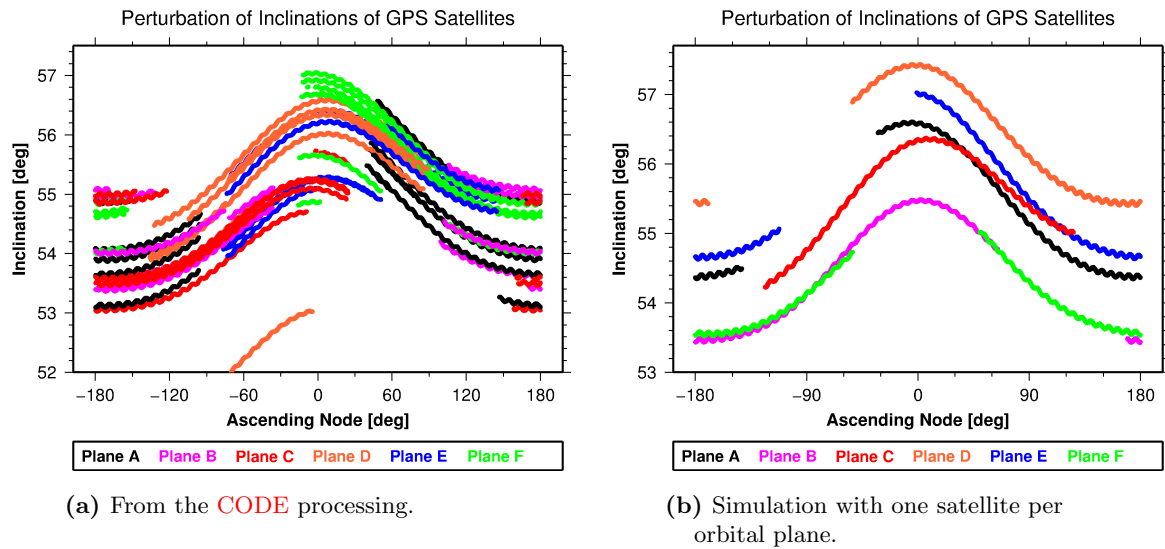 Perturbation of Inclinations of GPS Satellites
57
56
55
54
53
52
Inclination [deg]
−180 −120 −60 0 60 120 180
Ascending Node [deg]
Plane A Plane B Plane C Plane D Plane E Plane F
(a) From the CODE processing.
Perturbation of Inclinations of GPS Satellites
57
56
55
54
53
Inclination [deg]
−180 −90 0 90 180
Ascending Node [deg]
Plane A Plane B Plane C Plane D Plane E Plane F
(b) Simulation with one satellite per
orbital plane.